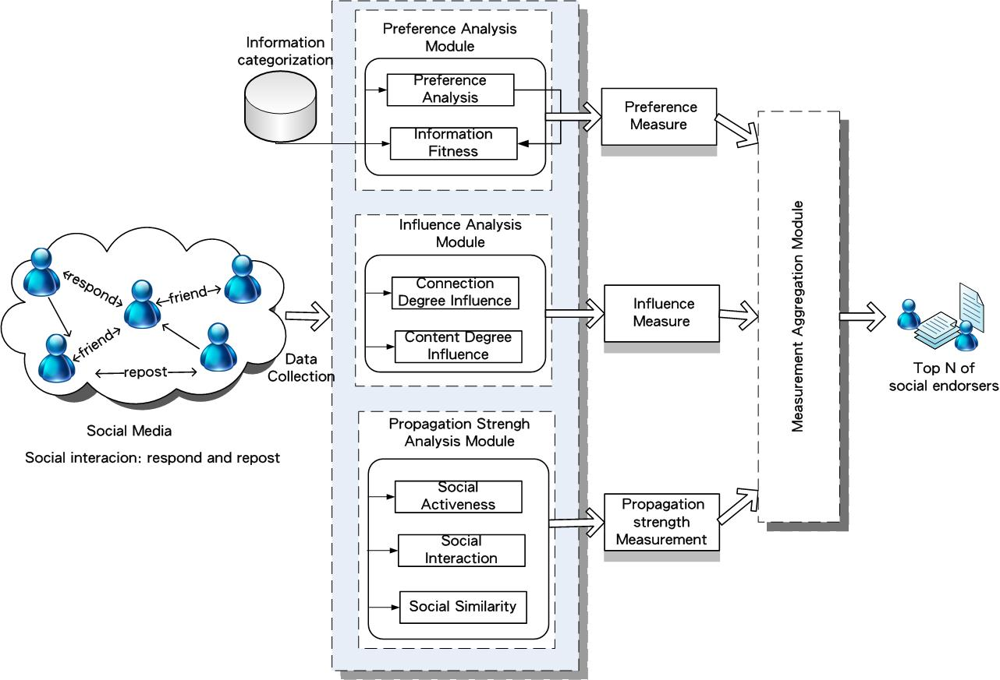 Information
categorization
Preference Analysis
Module
Preference
Analysis
Information
Fitness
Preference
Measure
respond
friend
friend
repost
Social Media
Social interacion: respond and repost
Data
Collection
Influence Analysis
Module
Connection
Degree Influence
Content Degree
Influence
Influence
Measure
Propagation Strengh
Analysis Module
Social
Activeness
Social
Interaction
Social Similarity
Propagation
strength
Measurement
Measurement Aggregation Module
Top N of
social endorsers